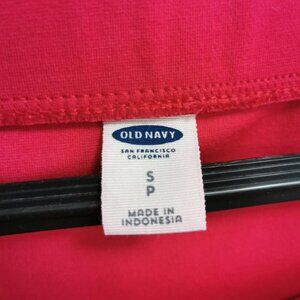 OLD NAVY
SAN FRANCISCO
CALIFORNIA
S
P
MADE IN
INDONESIA